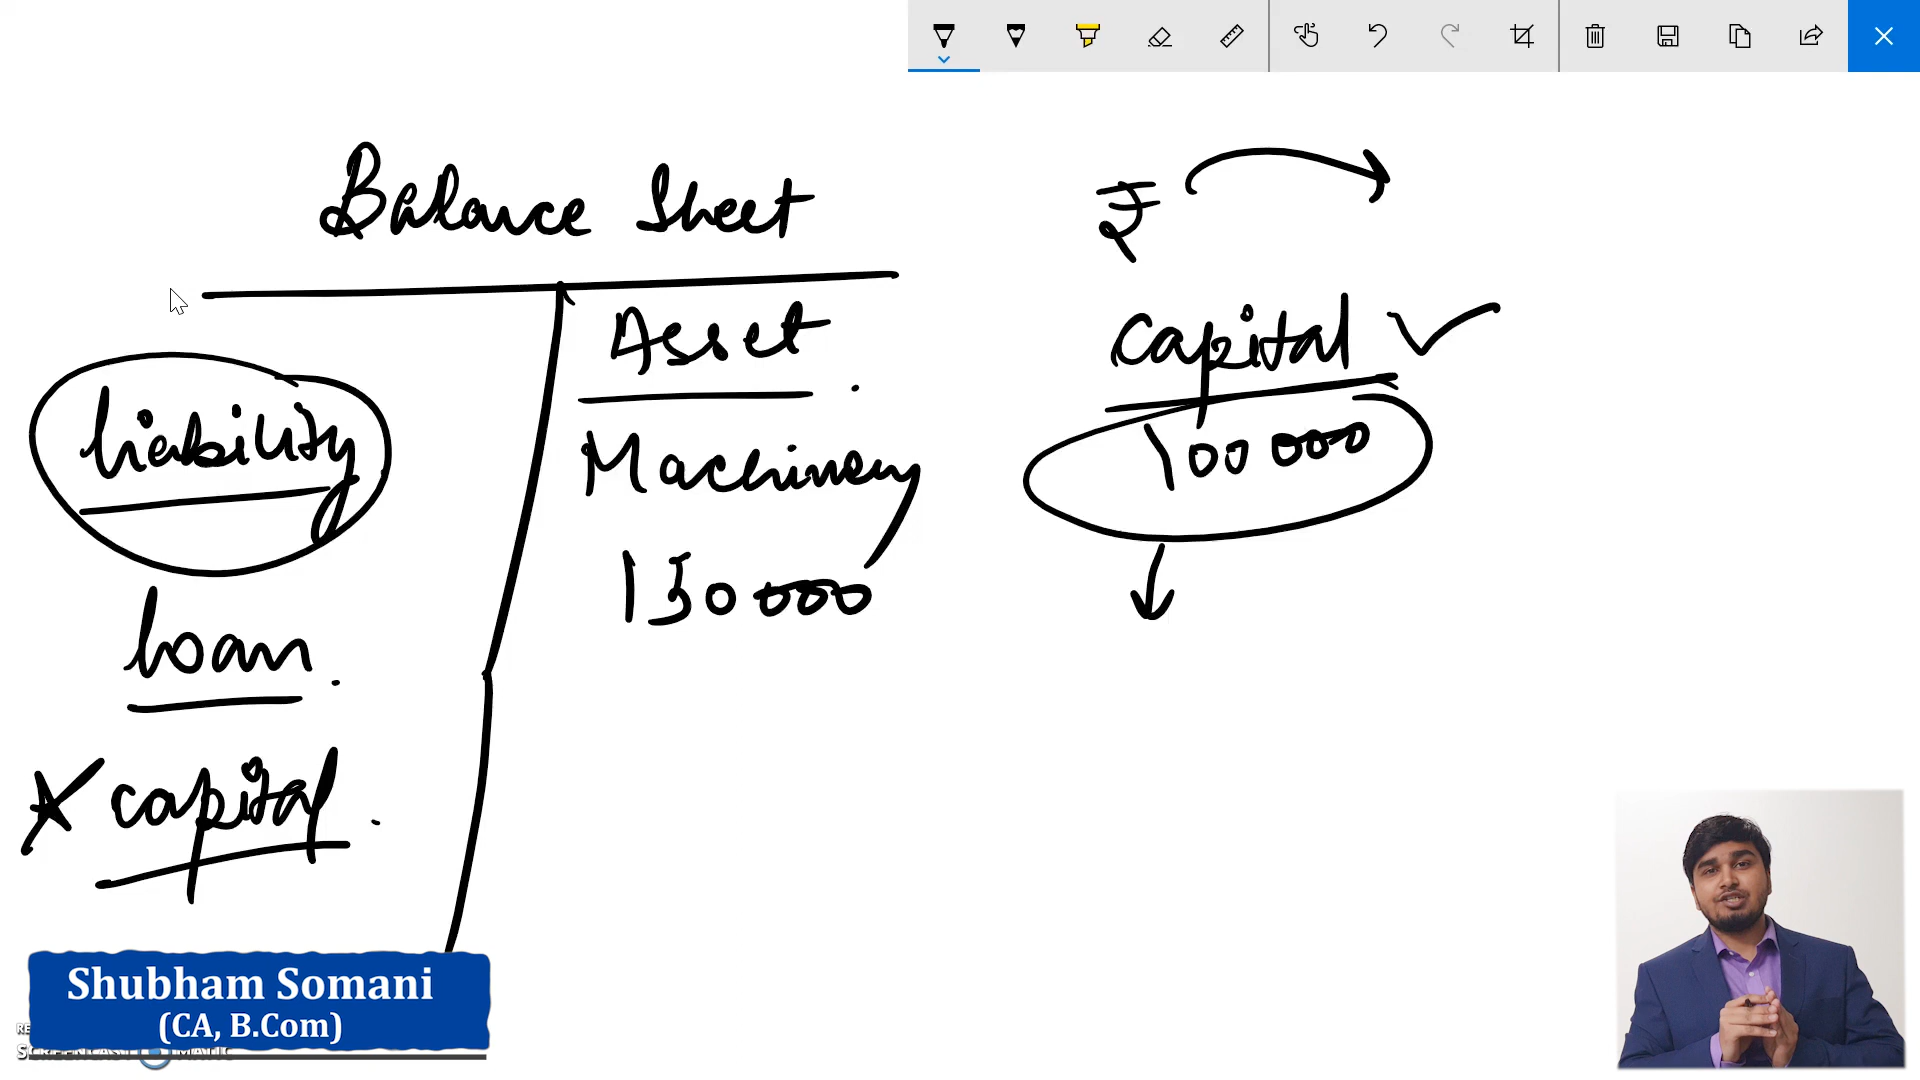 Balance Sheet
liability
loan.
capital.
Asset
Machinery
150000
₹
capital
100000
Shubham Somani
(CA, B.Com)